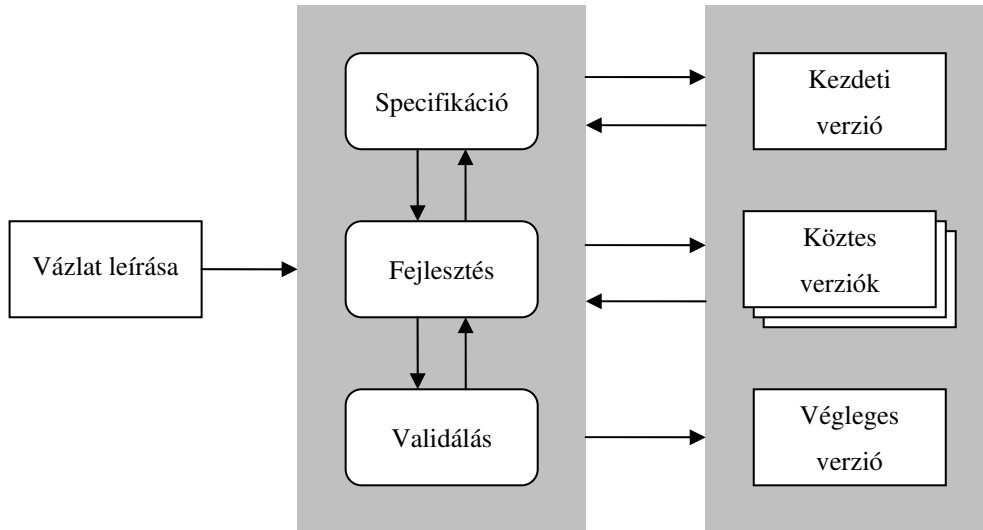 Vázlat leírása
Specifikáció
Fejlesztés
Validálás
Kezdeti
verzió
Köztes
verziók
Végleges
verzió